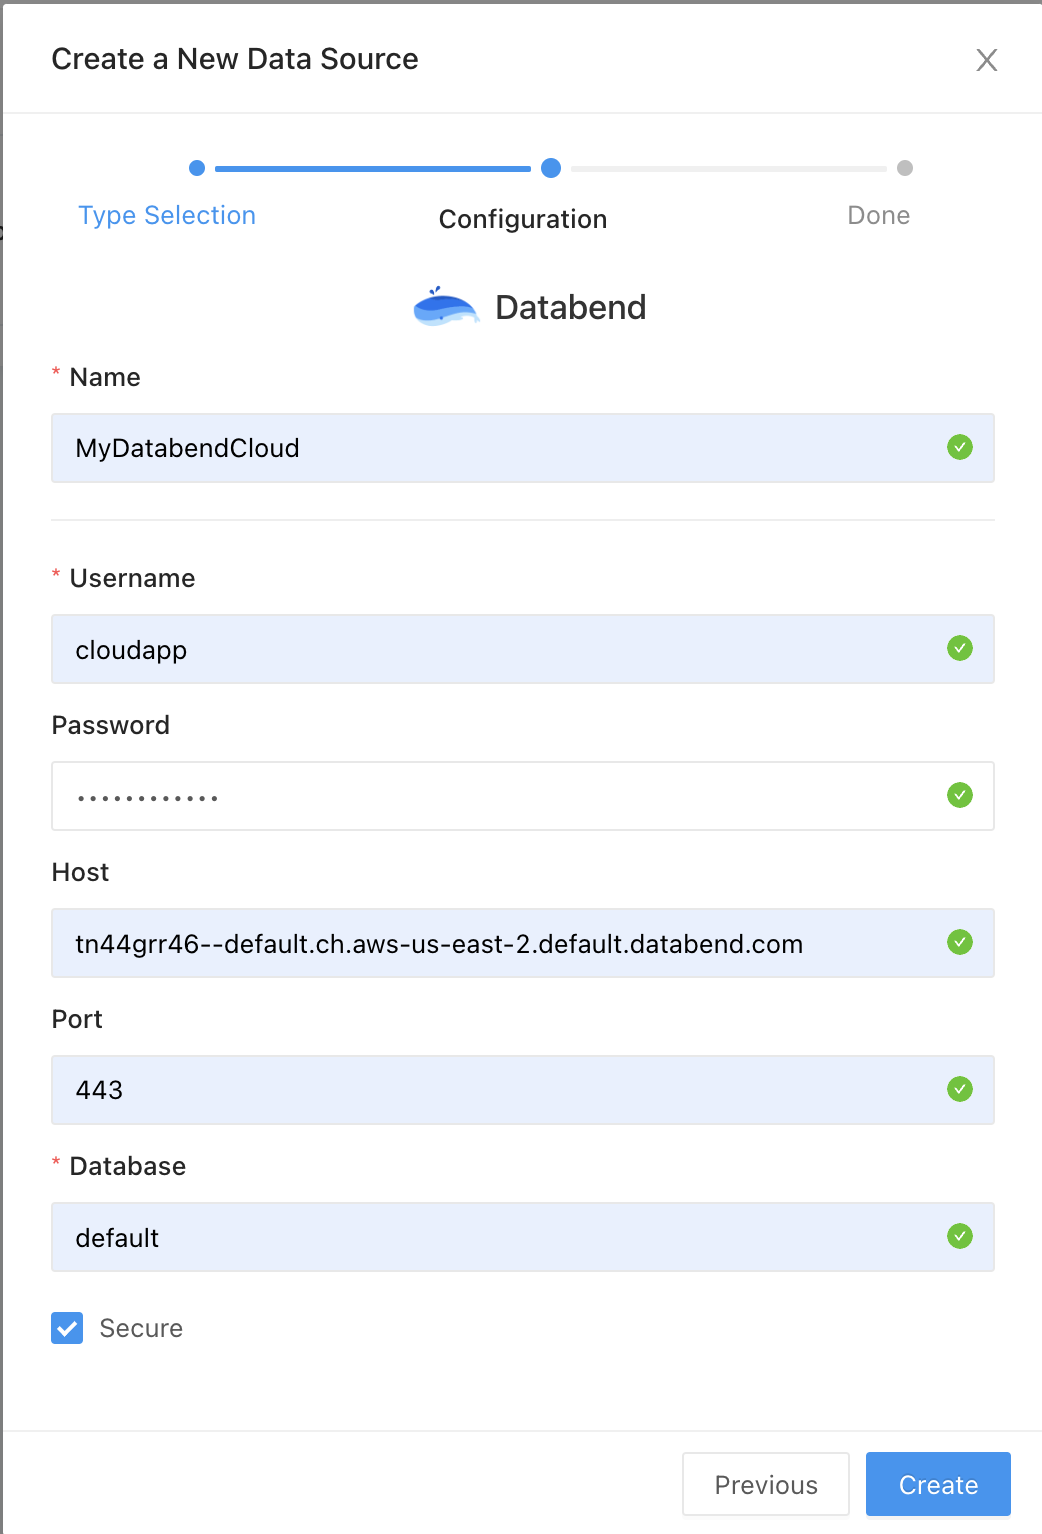 Create a New Data Source
Type Selection
Configuration
Done
Databend
* Name
MyDatabendCloud
* Username
cloudapp
Password
••••••••••••
Host
tn44grr46--default.ch.aws-us-east-2.default.databend.com
Port
443
* Database
default
Secure
Previous
Create